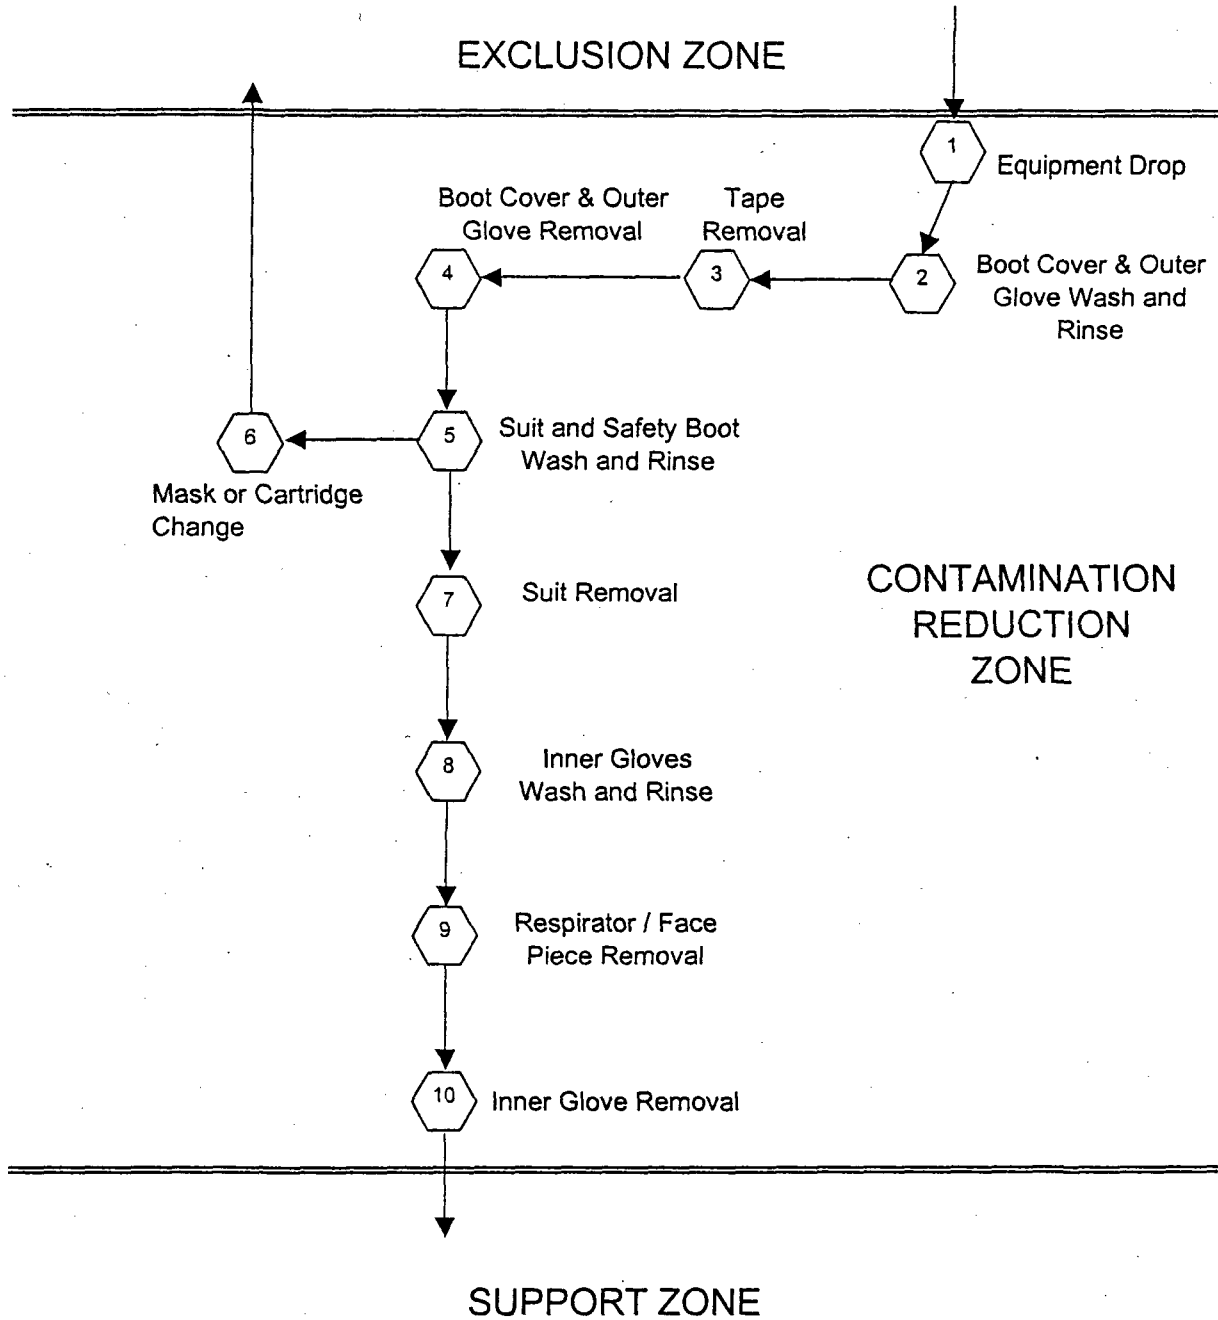 EXCLUSION ZONE
1
Equipment Drop
Boot Cover & Outer
Glove Removal
Tape
Removal
4
3
2
Boot Cover & Outer
Glove Wash and
Rinse
6
5
Suit and Safety Boot
Wash and Rinse
Mask or Cartridge
Change
7
Suit Removal
CONTAMINATION
REDUCTION
ZONE
8
Inner Gloves
Wash and Rinse
9
Respirator / Face
Piece Removal
10
Inner Glove Removal
SUPPORT ZONE